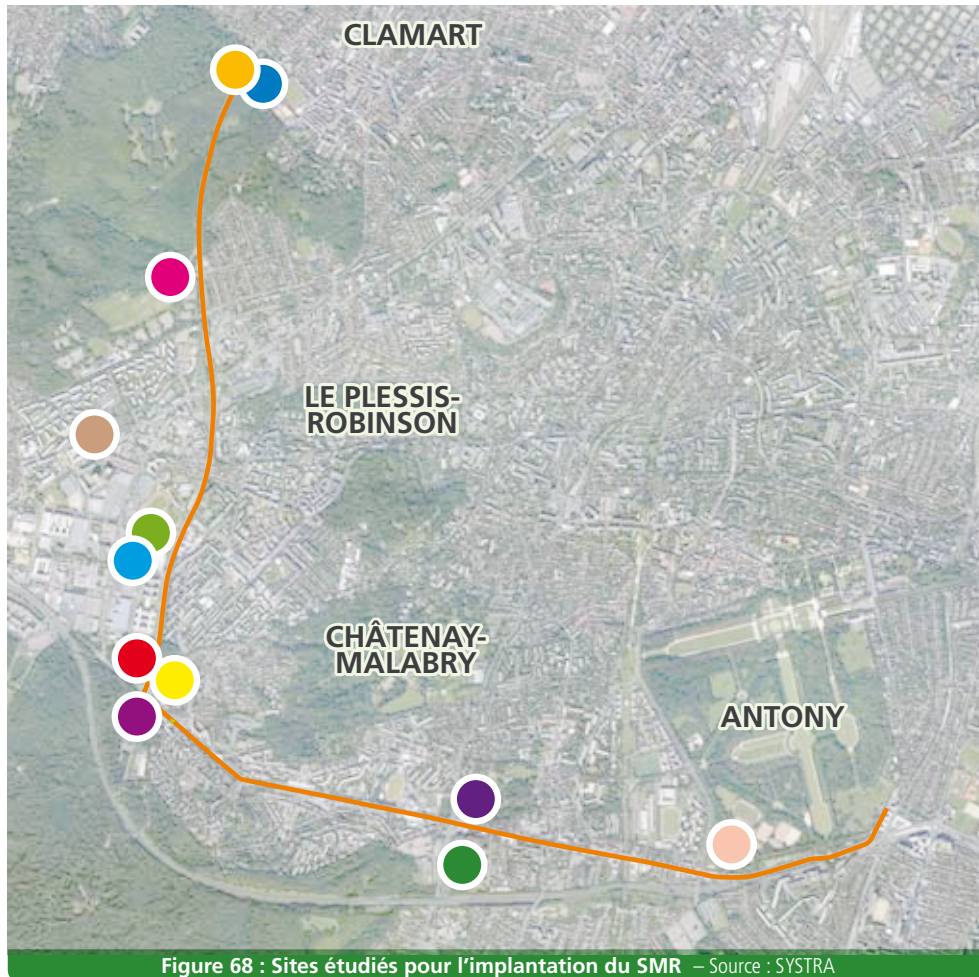 CLAMART
LE PLESSIS-
ROBINSON
CHÂTENAY-
MALABRY
ANTONY
Figure 68 : Sites étudiés pour l'implantation du SMR – Source : SYSTRA